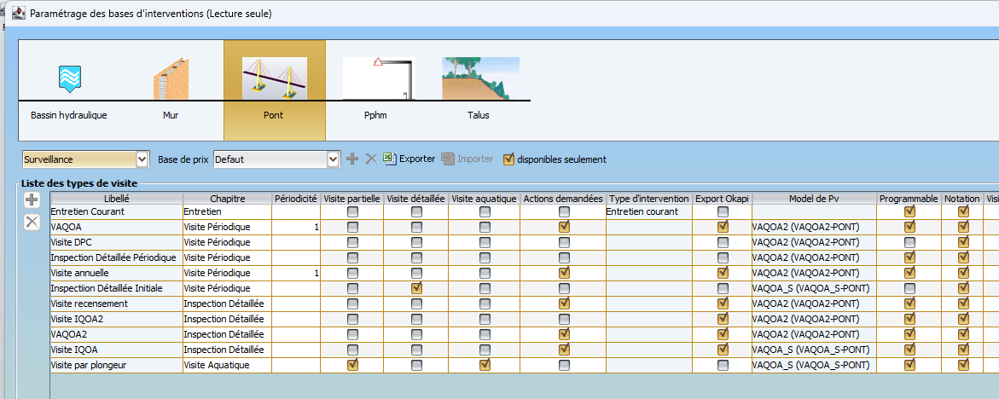 Paramétrage des bases d'interventions (Lecture seule)
Bassin hydraulique Mur Pont Pphm Talus
Surveillance Base de prix Defaut Exporter Importer disponibles seulement
Liste des types de visite
Libellé Chapitre Périodicité Visite partielle Visite détaillée Visite aquatique Actions demandées Type d'intervention Export Okapi Model de Pv Programmable Notation Visi
Entretien Courant Entretien Entretien courant
VAQOA Visite Périodique 1 VAQOA2 (VAQOA2-PONT)
Visite DPC Visite Périodique VAQOA2 (VAQOA2-PONT)
Inspection Détaillée Périodique Visite Périodique VAQOA2 (VAQOA2-PONT)
Visite annuelle Visite Périodique 1 VAQOA2 (VAQOA2-PONT)
Inspectiion Détaillée Initiale Visite Périodique VAQOA_S (VAQOA_S-PONT)
Visite recensement Inspection Détaillée VAQOA2 (VAQOA2-PONT)
Visite IQOA2 Inspection Détaillée VAQOA2 (VAQOA2-PONT)
VAQOA2 Inspection Détaillée VAQOA2 (VAQOA2-PONT)
Visite IQOA Inspection Détaillée VAQOA_S (VAQOA_S-PONT)
Visite par plongeur Visite Aquatique VAQOA_S (VAQOA_S-PONT)